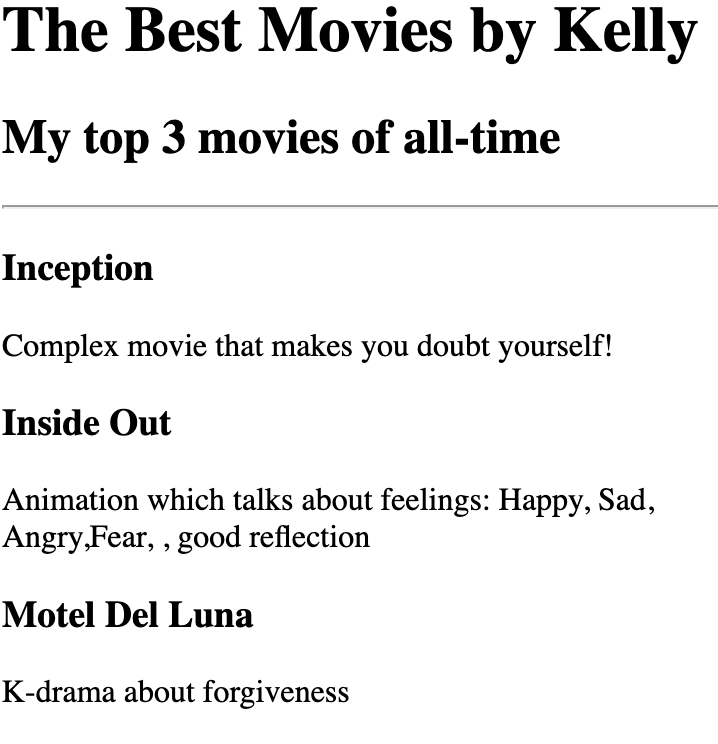 The Best Movies by Kelly
My top 3 movies of all-time
Inception
Complex movie that makes you doubt yourself!
Inside Out
Animation which talks about feelings: Happy, Sad,
Angry,Fear, , good reflection
Motel Del Luna
K-drama about forgiveness